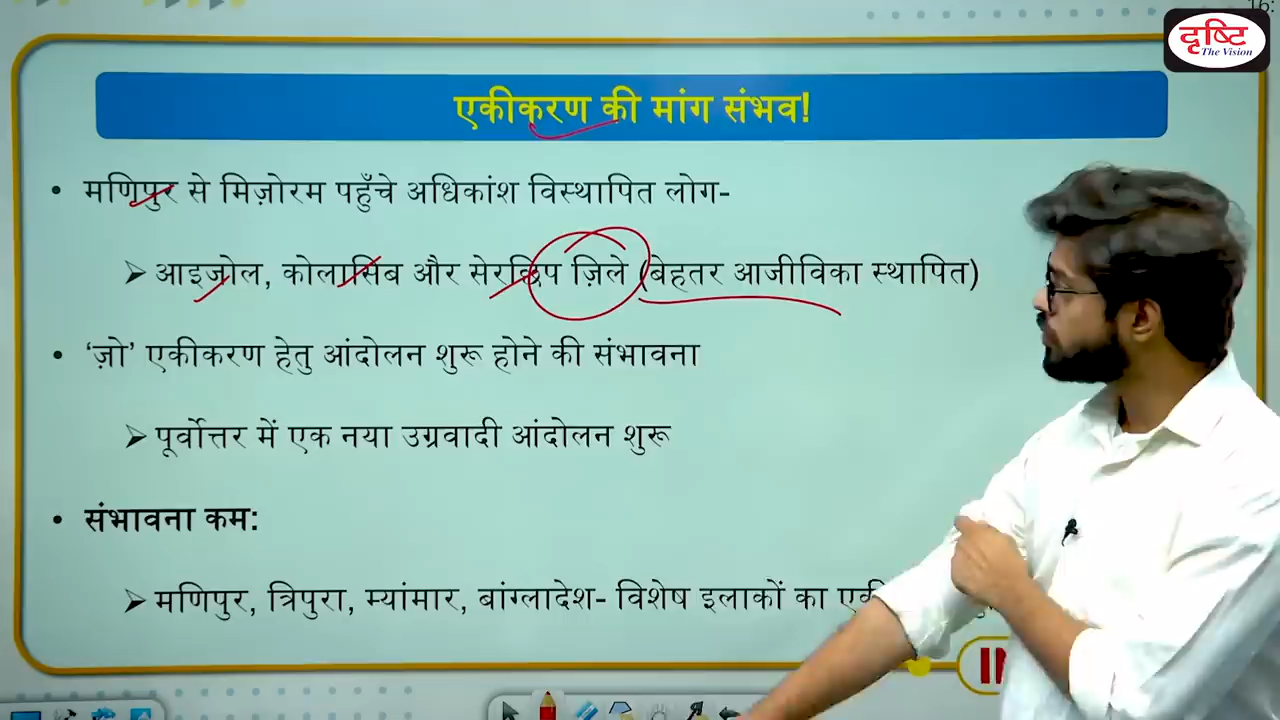 16:
दृष्टि
The Vision
एकीकरण की मांग संभव!
• मणिपुर से मिज़ोरम पहुँचे अधिकांश विस्थापित लोग-
➤ आइजोल, कोलासिब और सेरछिप ज़िले (बेहतर आजीविका स्थापित)
• ‘ज़ो’ एकीकरण हेतु आंदोलन शुरू होने की संभावना
➤ पूर्वोत्तर में एक नया उग्रवादी आंदोलन शुरू
• संभावना कम:
➤ मणिपुर, त्रिपुरा, म्यांमार, बांग्लादेश- विशेष इलाकों का